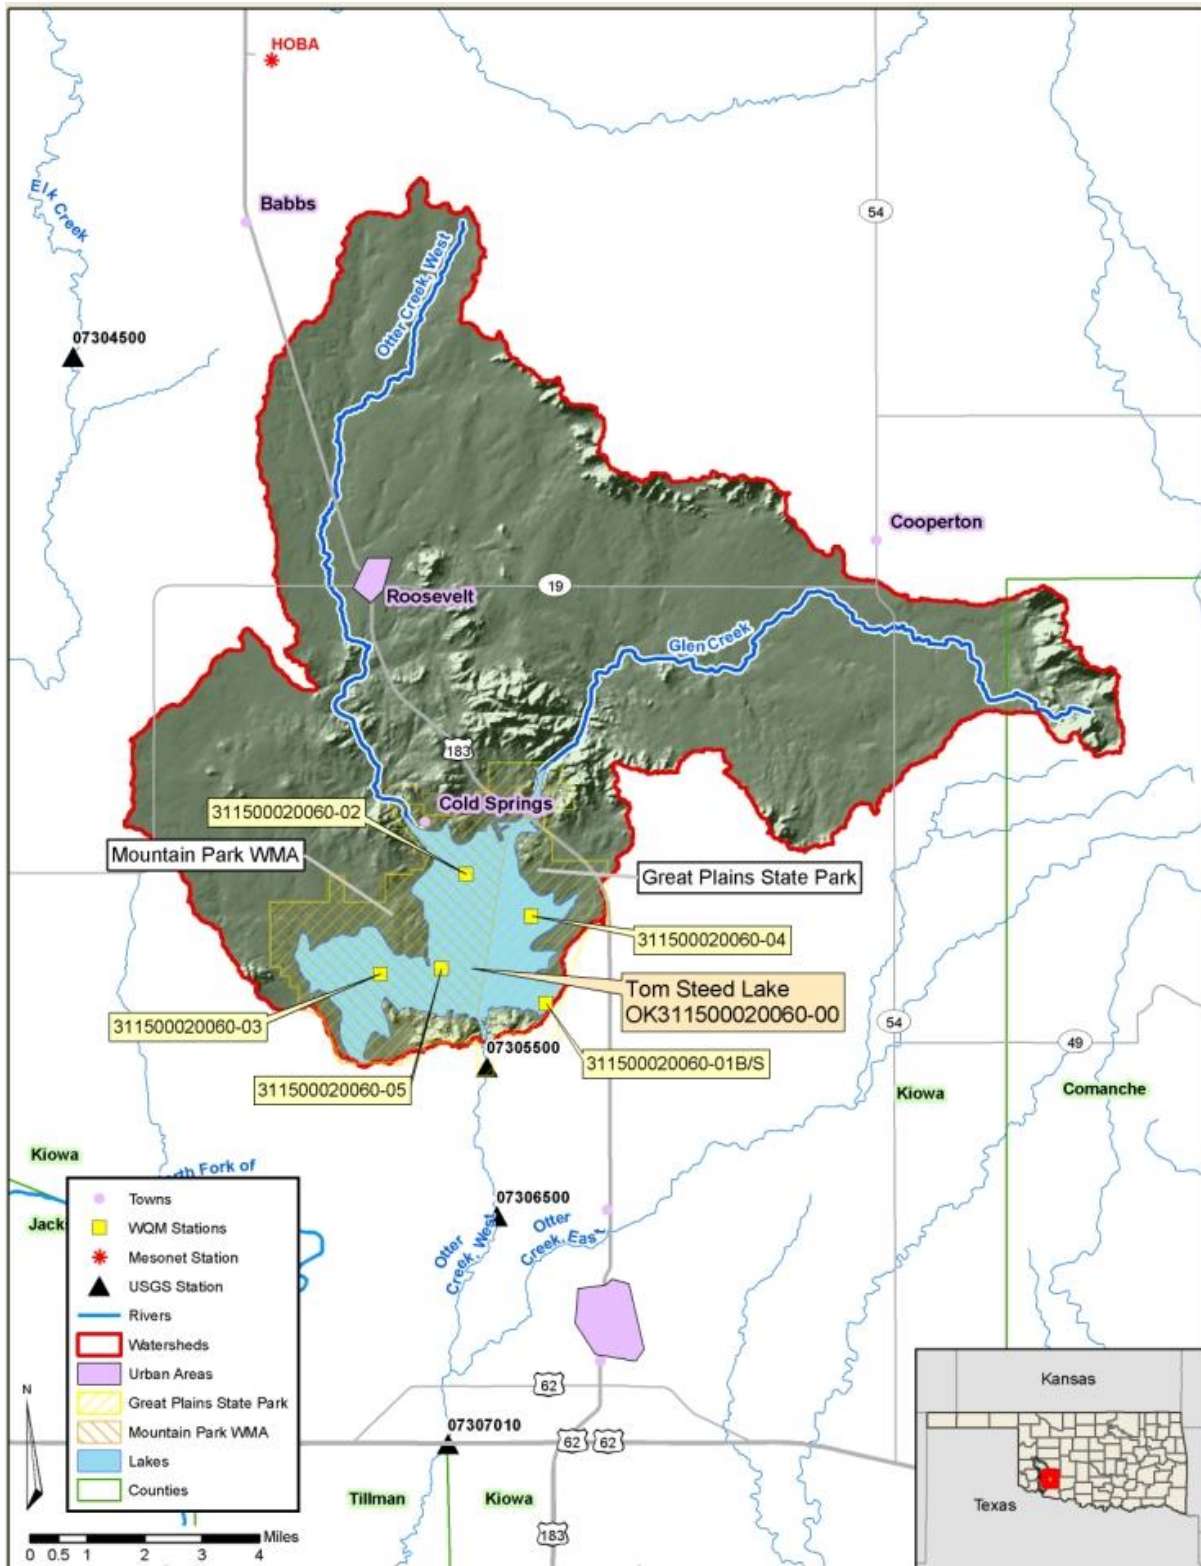 HOBA
Elk Creek
Babbs
54
Otter Creek, West
07304500
Cooperton
19
Roosevelt
Glen Creek
183
311500020060-02
Cold Springs
Mountain Park WMA
Great Plains State Park
311500020060-04
Tom Steed Lake
OK311500020060-00
311500020060-03
54
49
07305500
311500020060-01B/S
311500020060-05
Kiowa
Comanche
Kiowa
North Fork of
Jack
07306500
Otter
Creek, West
Otter
Creek, East
Towns
WQM Stations
Mesonet Station
USGS Station
Rivers
Watersheds
Urban Areas
Great Plains State Park
Mountain Park WMA
Lakes
Counties
N
0 0.5 1 2 3 4
Miles
62
07307010
62 62
Tillman
Kiowa
183
Kansas
Texas